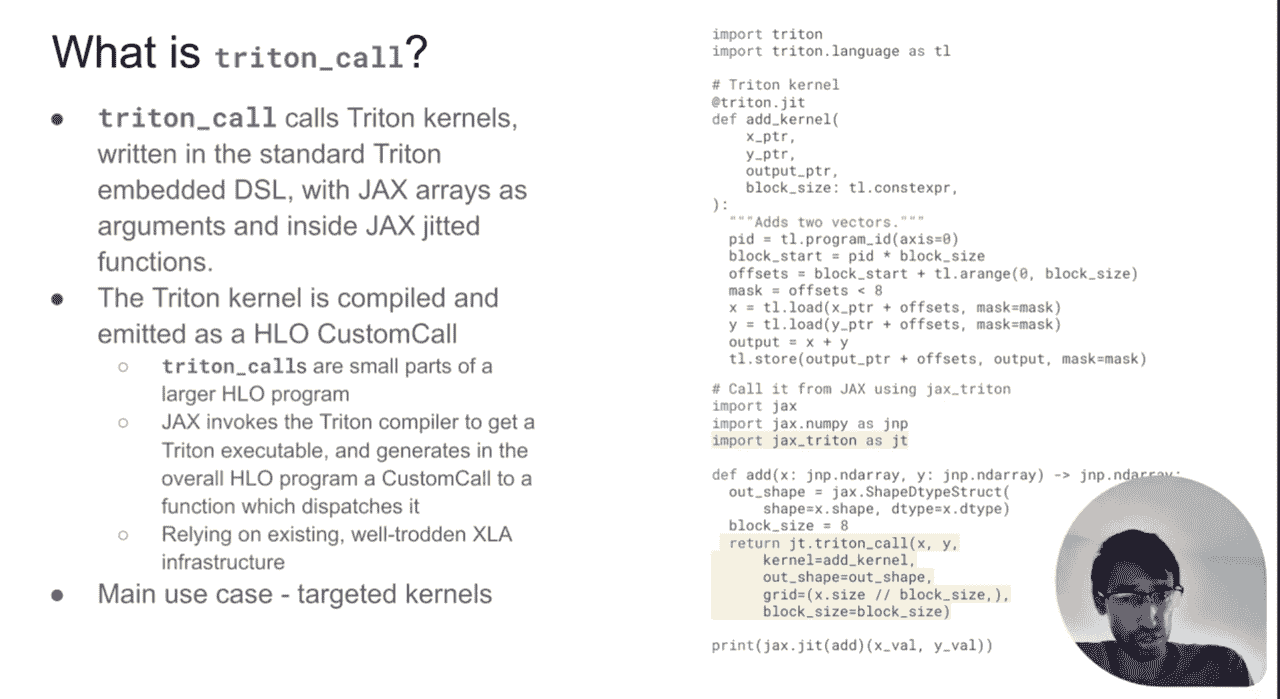 What is triton_call?
● triton_call calls Triton kernels,
written in the standard Triton
embedded DSL, with JAX arrays as
arguments and inside JAX jitted
functions.
● The Triton kernel is compiled and
emitted as a HLO CustomCall
○ triton_calls are small parts of a
larger HLO program
○ JAX invokes the Triton compiler to get a
Triton executable, and generates in the
overall HLO program a CustomCall to a
function which dispatches it
○ Relying on existing, well-trodden XLA
infrastructure
● Main use case - targeted kernels
import triton
import triton.language as tl
# Triton kernel
@triton.jit
def add_kernel(
x_ptr,
y_ptr,
output_ptr,
block_size: tl.constexpr,
):
"""Adds two vectors."""
pid = tl.program_id(axis=0)
block_start = pid * block_size
offsets = block_start + tl.arange(0, block_size)
mask = offsets < 8
x = tl.load(x_ptr + offsets, mask=mask)
y = tl.load(y_ptr + offsets, mask=mask)
output = x + y
tl.store(output_ptr + offsets, output, mask=mask)
# Call it from JAX using jax_triton
import jax
import jax.numpy as jnp
import jax_triton as jt
def add(x: jnp.ndarray, y: jnp.ndarray) -> jnp.ndarray:
out_shape = jax.ShapeDtypeStruct(
shape=x.shape, dtype=x.dtype)
block_size = 8
return jt.triton_call(x, y,
kernel=add_kernel,
out_shape=out_shape,
grid=(x.size // block_size,),
block_size=block_size)
print(jax.jit(add)(x_val, y_val))